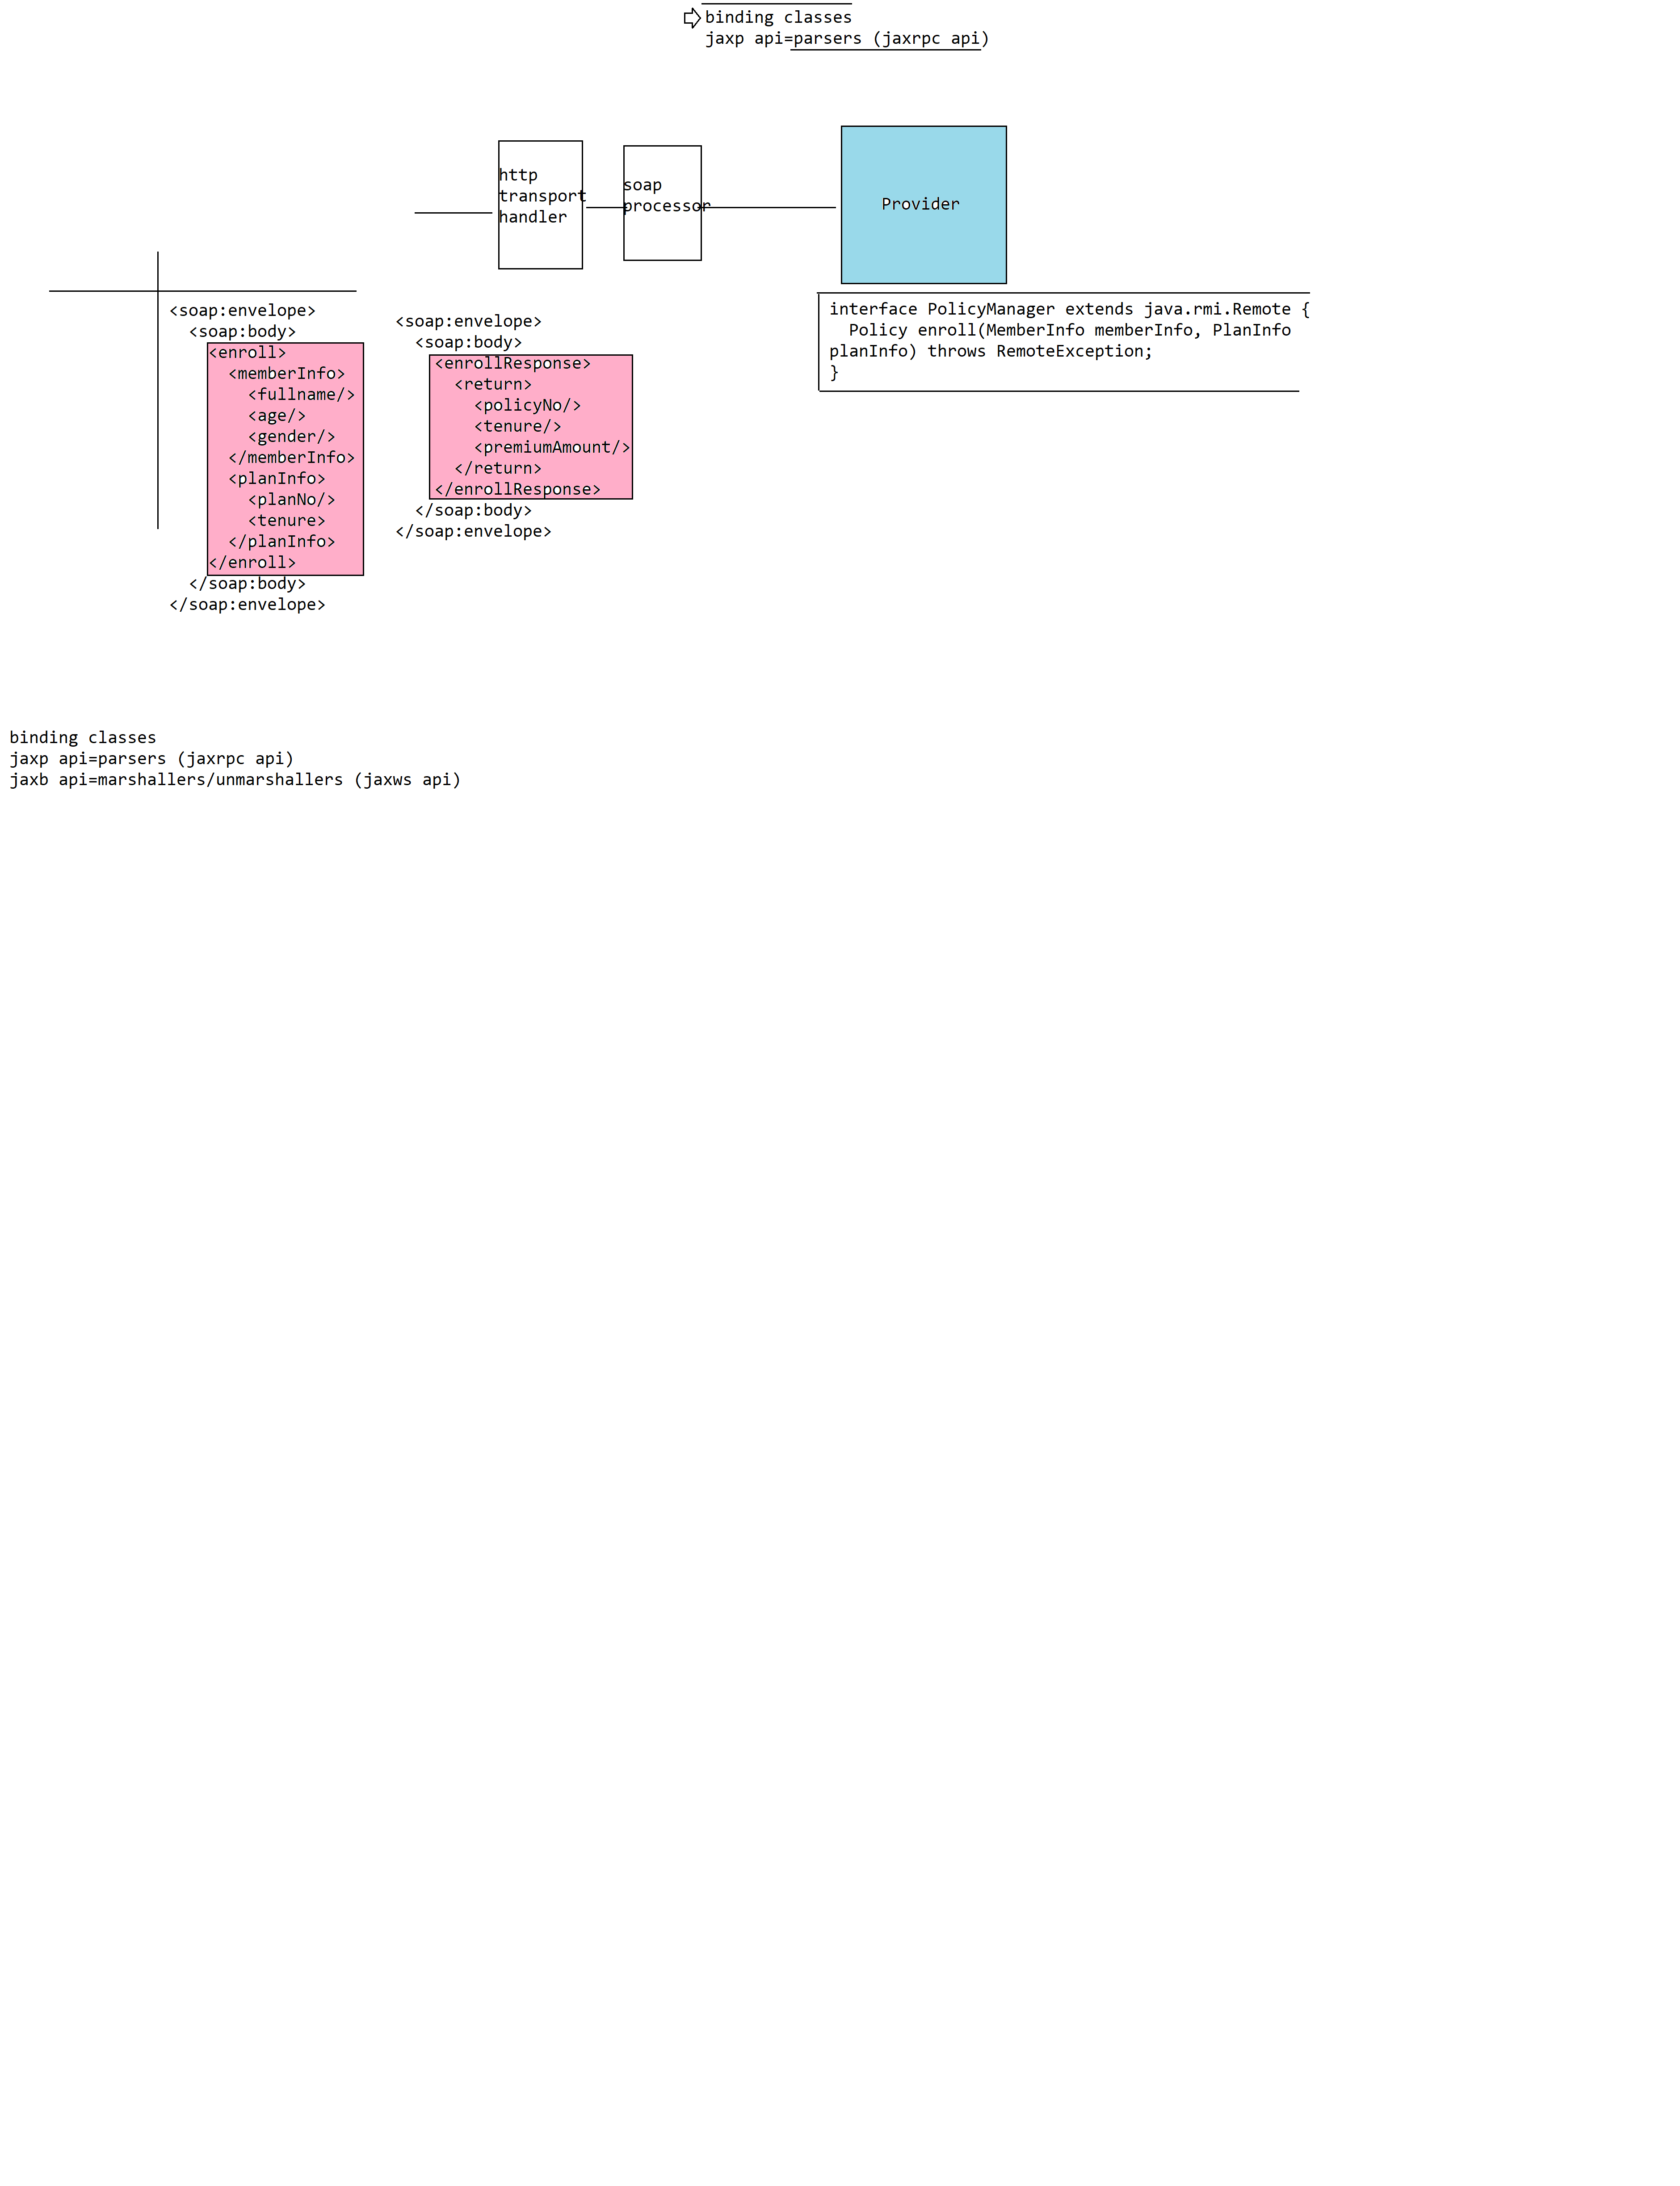 binding classes
jaxp api=parsers (jaxrpc api)
http
transport
handler
soap
processor
Provider
<soap:envelope>
  <soap:body>
    <enroll>
      <memberInfo>
        <fullname/>
        <age/>
        <gender/>
      </memberInfo>
      <planInfo>
        <planNo/>
        <tenure>
      </planInfo>
    </enroll>
  </soap:body>
</soap:envelope>
<soap:envelope>
  <soap:body>
    <enrollResponse>
      <return>
        <policyNo/>
        <tenure/>
        <premiumAmount/>
      </return>
    </enrollResponse>
  </soap:body>
</soap:envelope>
interface PolicyManager extends java.rmi.Remote {
  Policy enroll(MemberInfo memberInfo, PlanInfo
planInfo) throws RemoteException;
}
binding classes
jaxp api=parsers (jaxrpc api)
jaxb api=marshallers/unmarshallers (jaxws api)